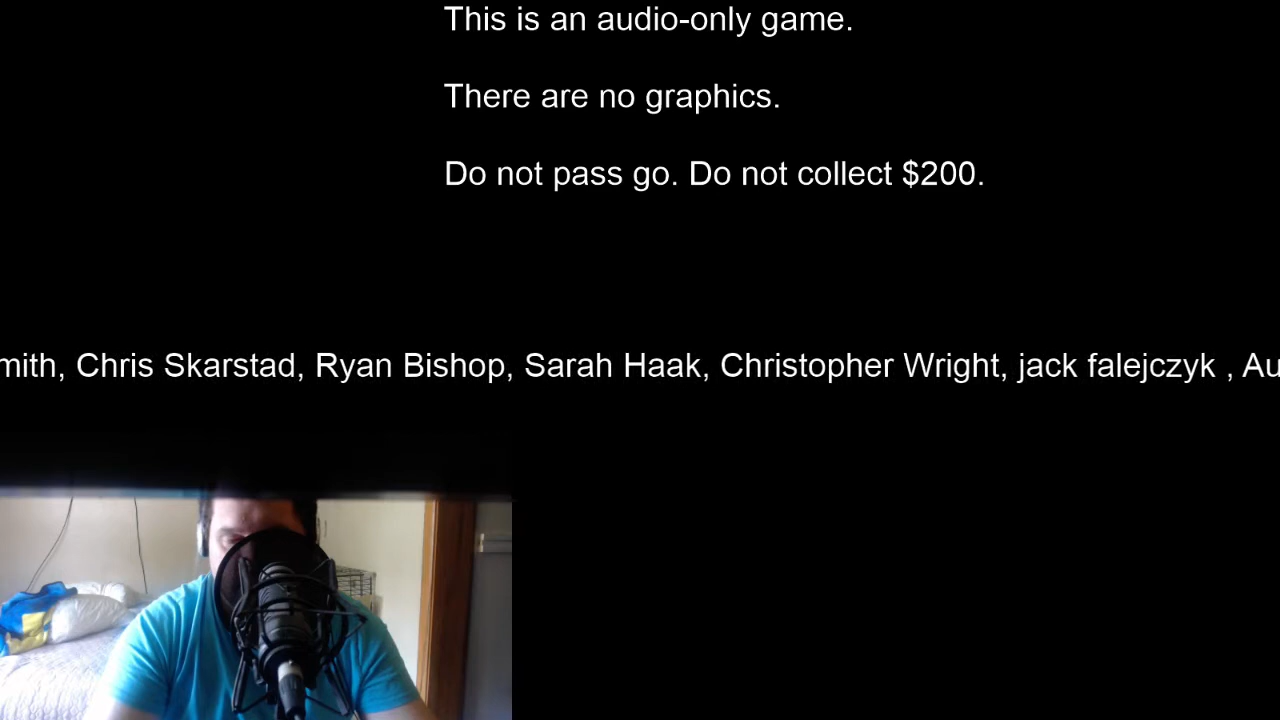 This is an audio-only game.
There are no graphics.
Do not pass go. Do not collect $200.
mith, Chris Skarstad, Ryan Bishop, Sarah Haak, Christopher Wright, jack falejczyk , Au